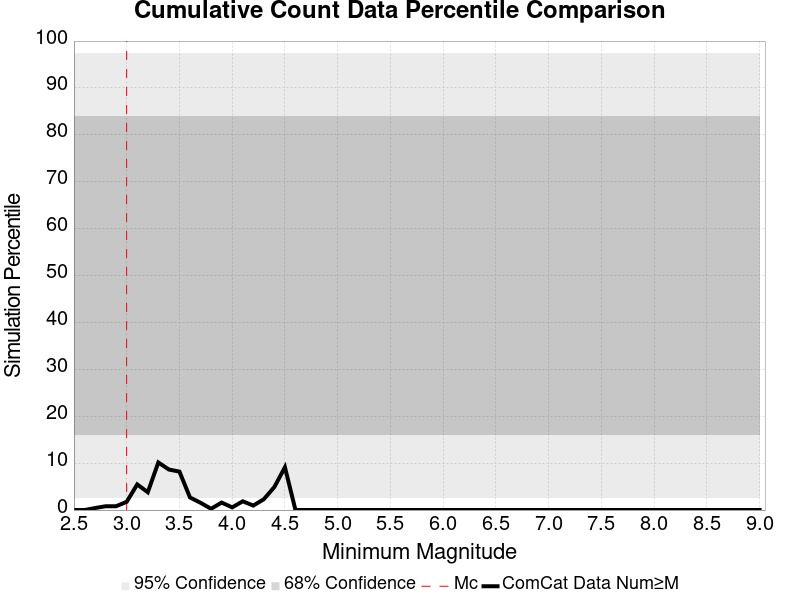 Cumulative Count Data Percentile Comparison
100
90
80
70
60
50
40
30
20
10
0
Simulation Percentile
2.5 3.0 3.5 4.0 4.5 5.0 5.5 6.0 6.5 7.0 7.5 8.0 8.5 9.0
Minimum Magnitude
95% Confidence 68% Confidence Mc ComCat Data Num≥M